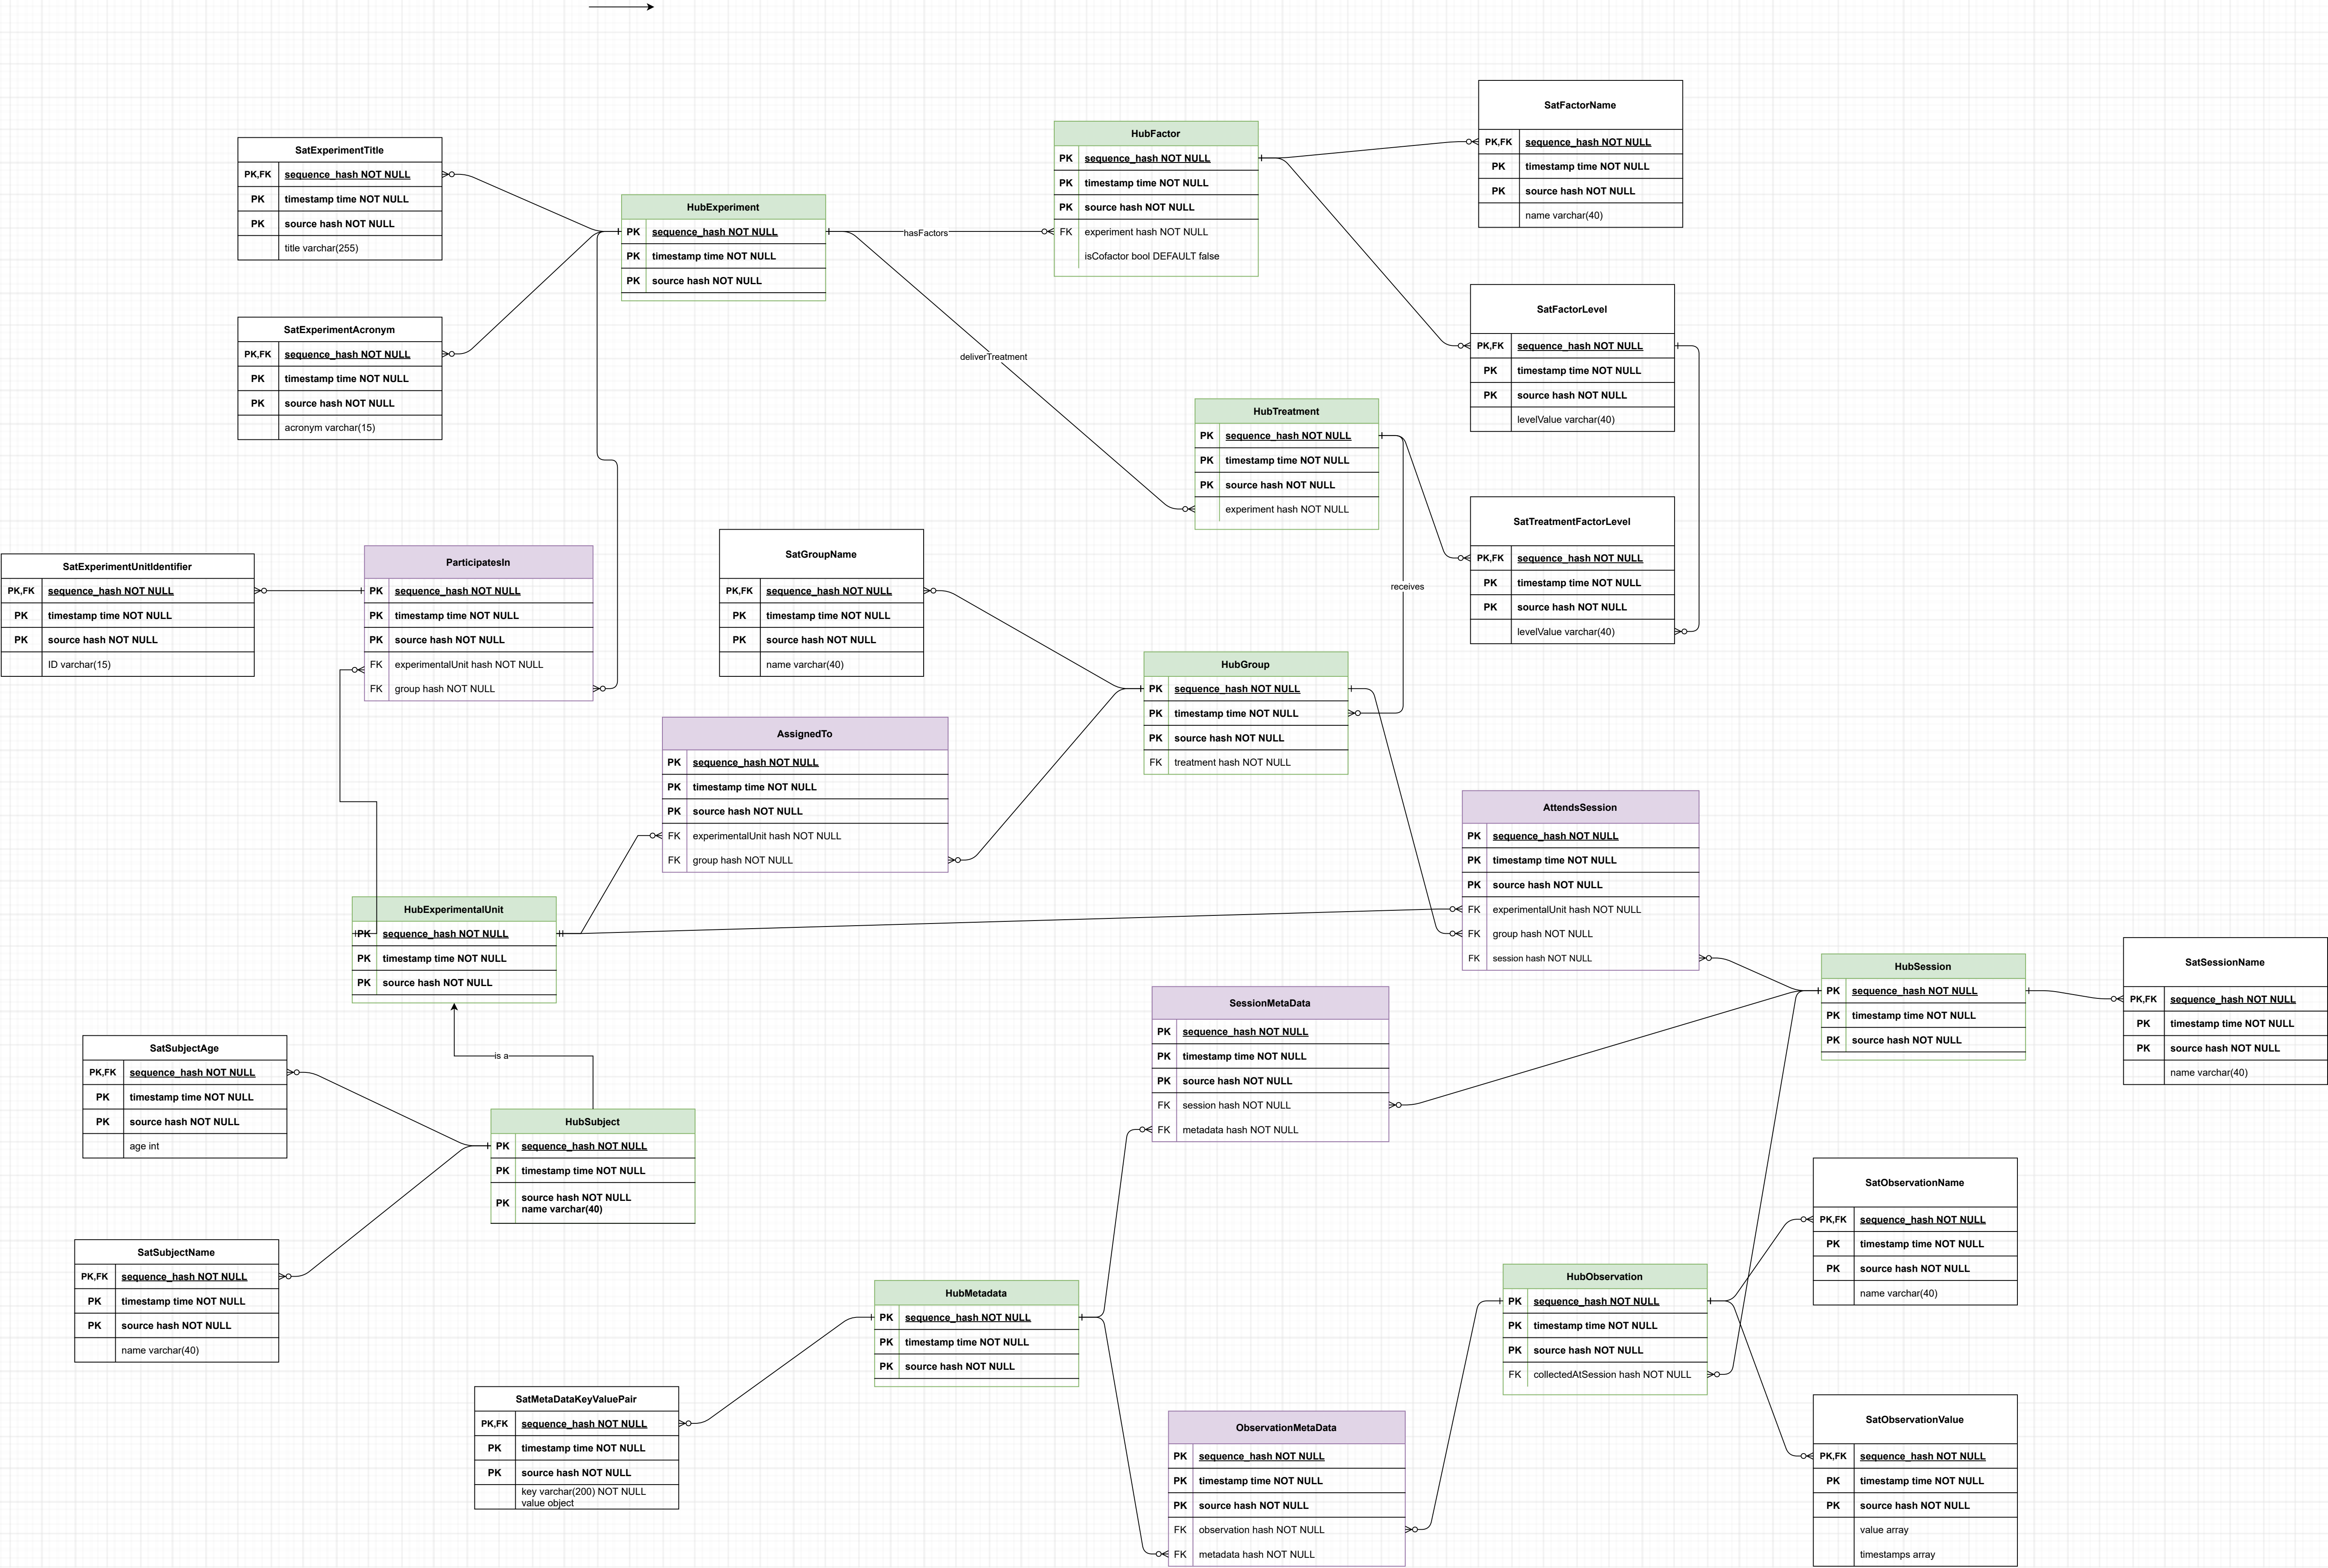 SatExperimentTitle
PK,FK sequence_hash NOT NULL
PK timestamp time NOT NULL
PK source hash NOT NULL
title varchar(255)
SatExperimentAcronym
PK,FK sequence_hash NOT NULL
PK timestamp time NOT NULL
PK source hash NOT NULL
acronym varchar(15)
HubExperiment
PK sequence_hash NOT NULL
PK timestamp time NOT NULL
PK source hash NOT NULL
hasFactors
deliverTreatment
HubFactor
PK sequence_hash NOT NULL
PK timestamp time NOT NULL
PK source hash NOT NULL
FK experiment hash NOT NULL
isCofactor bool DEFAULT false
SatFactorName
PK,FK sequence_hash NOT NULL
PK timestamp time NOT NULL
PK source hash NOT NULL
name varchar(40)
SatFactorLevel
PK,FK sequence_hash NOT NULL
PK timestamp time NOT NULL
PK source hash NOT NULL
levelValue varchar(40)
HubTreatment
PK sequence_hash NOT NULL
PK timestamp time NOT NULL
PK source hash NOT NULL
experiment hash NOT NULL
receives
SatTreatmentFactorLevel
PK,FK sequence_hash NOT NULL
PK timestamp time NOT NULL
PK source hash NOT NULL
levelValue varchar(40)
SatExperimentUnitIdentifier
PK,FK sequence_hash NOT NULL
PK timestamp time NOT NULL
PK source hash NOT NULL
ID varchar(15)
ParticipatesIn
PK sequence_hash NOT NULL
PK timestamp time NOT NULL
PK source hash NOT NULL
FK experimentalUnit hash NOT NULL
FK group hash NOT NULL
SatGroupName
PK,FK sequence_hash NOT NULL
PK timestamp time NOT NULL
PK source hash NOT NULL
name varchar(40)
HubGroup
PK sequence_hash NOT NULL
PK timestamp time NOT NULL
PK source hash NOT NULL
FK treatment hash NOT NULL
AssignedTo
PK sequence_hash NOT NULL
PK timestamp time NOT NULL
PK source hash NOT NULL
FK experimentalUnit hash NOT NULL
FK group hash NOT NULL
AttendsSession
PK sequence_hash NOT NULL
PK timestamp time NOT NULL
PK source hash NOT NULL
FK experimentalUnit hash NOT NULL
FK group hash NOT NULL
FK session hash NOT NULL
HubExperimentalUnit
PK sequence_hash NOT NULL
PK timestamp time NOT NULL
PK source hash NOT NULL
is a
HubSession
PK sequence_hash NOT NULL
PK timestamp time NOT NULL
PK source hash NOT NULL
SatSessionName
PK,FK sequence_hash NOT NULL
PK timestamp time NOT NULL
PK source hash NOT NULL
name varchar(40)
SessionMetaData
PK sequence_hash NOT NULL
PK timestamp time NOT NULL
PK source hash NOT NULL
FK session hash NOT NULL
FK metadata hash NOT NULL
SatSubjectAge
PK,FK sequence_hash NOT NULL
PK timestamp time NOT NULL
PK source hash NOT NULL
age int
HubSubject
PK sequence_hash NOT NULL
PK timestamp time NOT NULL
PK source hash NOT NULL
name varchar(40)
SatSubjectName
PK,FK sequence_hash NOT NULL
PK timestamp time NOT NULL
PK source hash NOT NULL
name varchar(40)
HubMetadata
PK sequence_hash NOT NULL
PK timestamp time NOT NULL
PK source hash NOT NULL
SatMetaDataKeyValuePair
PK,FK sequence_hash NOT NULL
PK timestamp time NOT NULL
PK source hash NOT NULL
key varchar(200) NOT NULL
value object
HubObservation
PK sequence_hash NOT NULL
PK timestamp time NOT NULL
PK source hash NOT NULL
FK collectedAtSession hash NOT NULL
SatObservationName
PK,FK sequence_hash NOT NULL
PK timestamp time NOT NULL
PK source hash NOT NULL
name varchar(40)
ObservationMetaData
PK sequence_hash NOT NULL
PK timestamp time NOT NULL
PK source hash NOT NULL
FK observation hash NOT NULL
FK metadata hash NOT NULL
SatObservationValue
PK,FK sequence_hash NOT NULL
PK timestamp time NOT NULL
PK source hash NOT NULL
value array
timestamps array